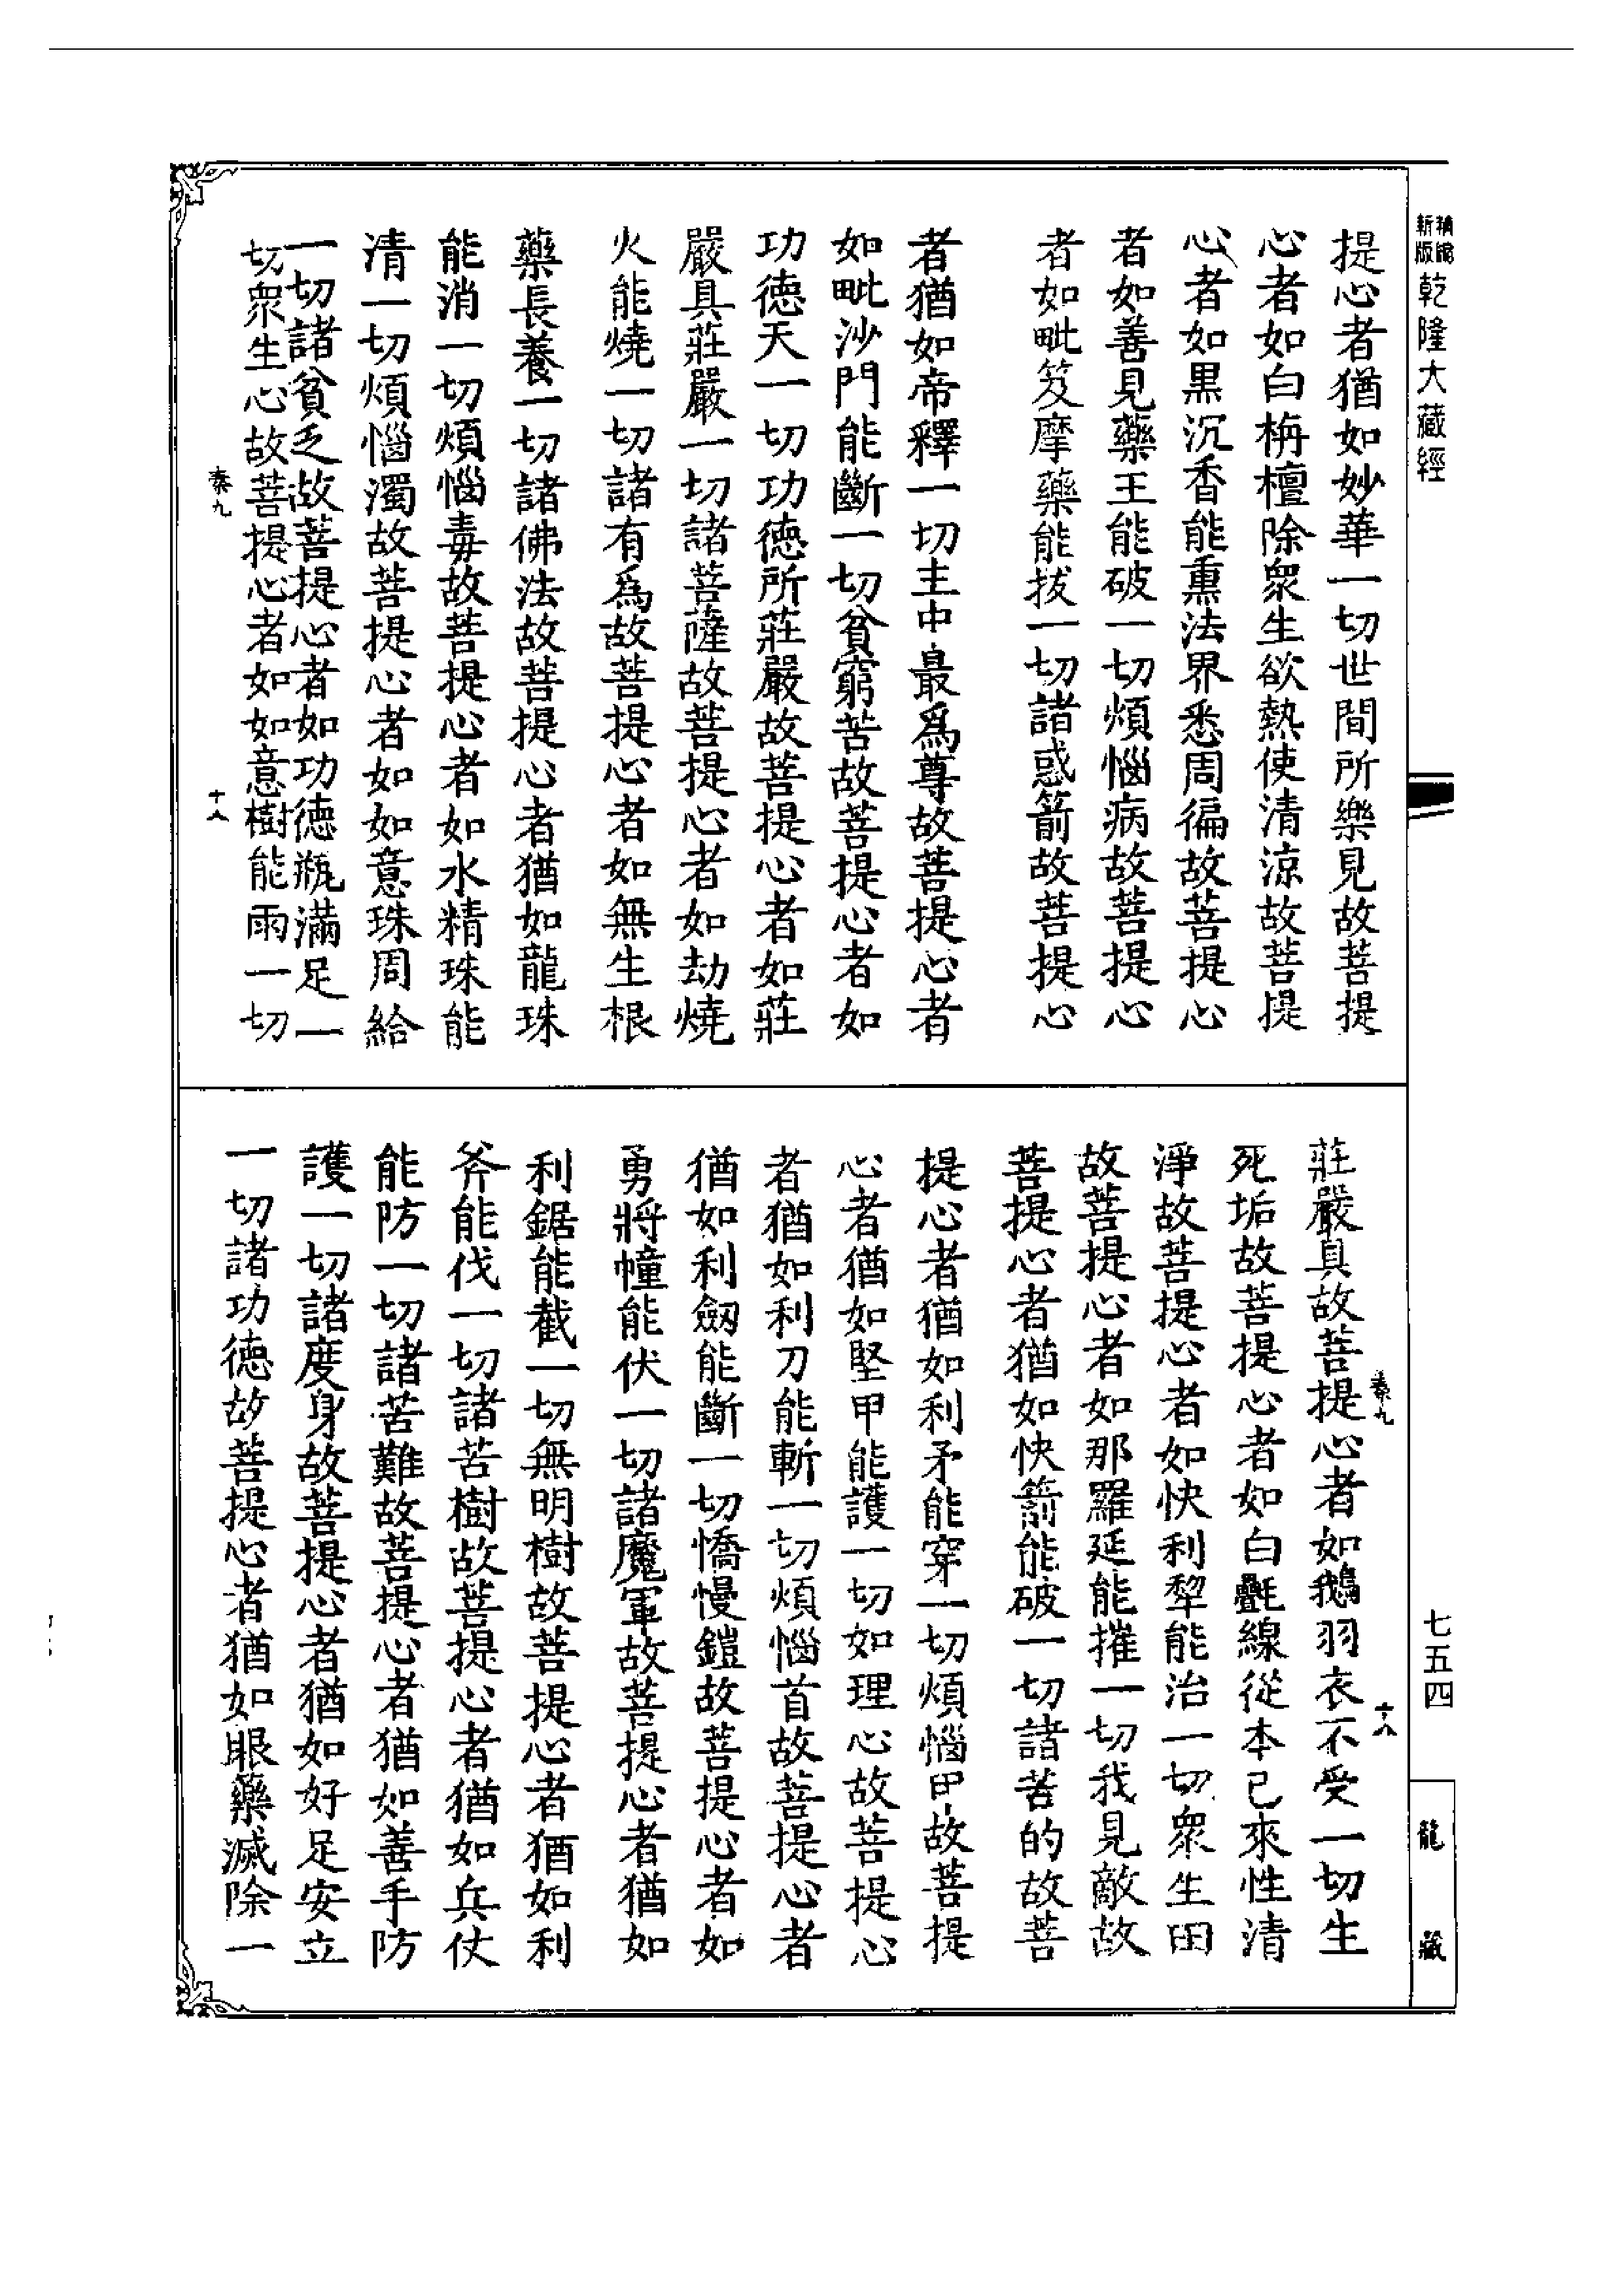 新編
新版
乾隆大藏經
提心者猶如妙華一切世間所樂見故菩提
心者如白栴檀除衆生欲熱使清涼故菩提
心者如黑沉香能熏法界悉周徧故菩提心
者如善見藥王能破一切煩惱病故菩提心
者如毗笈摩藥能拔一切諸惑箭故菩提心
者猶如帝釋一切主中最爲尊故菩提心者
如毗沙門能斷一切貧窮苦故菩提心者如
功德天一切功德所莊嚴故菩提心者如莊
嚴具莊嚴一切諸菩薩故菩提心者如劫燒
火能燒一切諸有爲故菩提心者如無生根
藥長養一切諸佛法故菩提心者猶如龍珠
能消一切煩惱毒故菩提心者如水精珠能
清一切煩惱濁故菩提心者如如意珠周給
一切諸貧乏故菩提心者如功德瓶滿足一
切衆生心故菩提心者如如意樹能雨一切
九
十八
九
十八
莊嚴具故菩提心者如鵝羽衣不受一切生
死垢故菩提心者如白氎線從本已來性清
淨故菩提心者如快利犂能治一切衆生田
故菩提心者如那羅延能摧一切我見敵故
菩提心者猶如快箭能破一切諸苦的故菩
提心者猶如利矛能穿一切煩惱甲故菩提
心者猶如堅甲能護一切如理心故菩提心
者猶如利刀能斬一切煩惱首故菩提心者
猶如利劔能斷一切憍慢鎧故菩提心者如
勇將幢能伏一切諸魔軍故菩提心者猶如
利鋸能截一切無明樹故菩提心者猶如利
斧能伐一切諸苦樹故菩提心者猶如兵仗
能防一切諸苦難故菩提心者猶如善手防
護一切諸度身故菩提心者猶如好足安立
一切諸功德故菩提心者猶如眼藥滅除一
七五四
龍藏